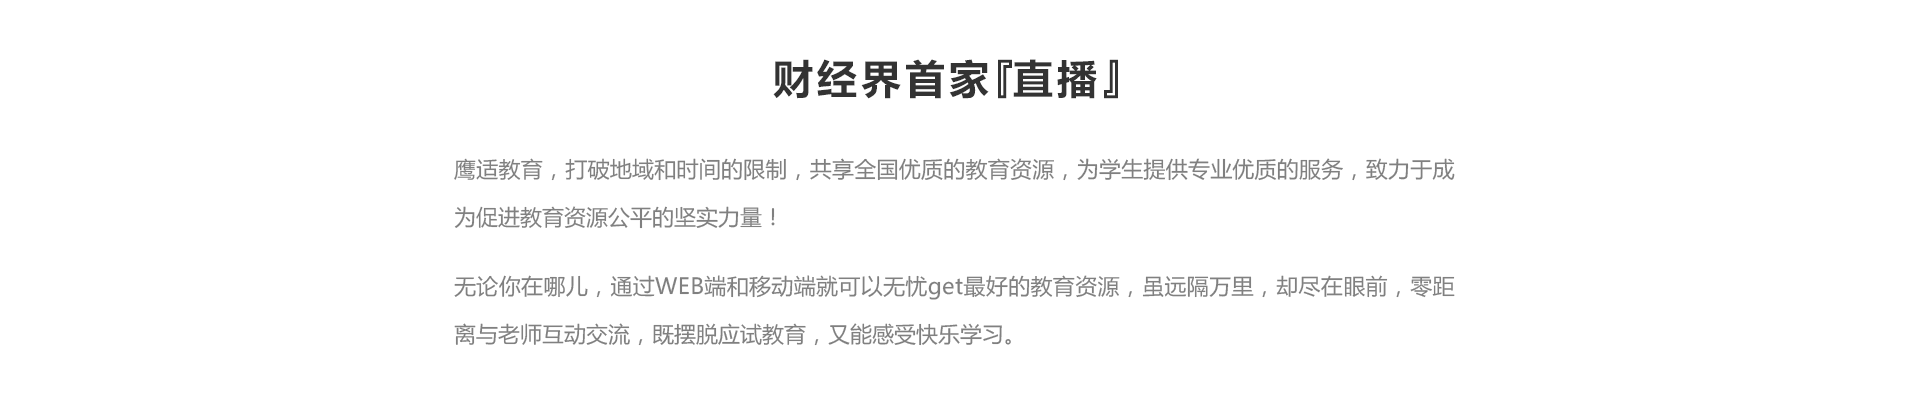 财经界首家『直播』
鹰适教育，打破地域和时间的限制，共享全国优质的教育资源，为学生提供专业优质的服务，致力于成
为促进教育资源公平的坚实力量！
无论你在哪儿，通过WEB端和移动端就可以无忧get最好的教育资源，虽远隔万里，却尽在眼前，零距
离与老师互动交流，既摆脱应试教育，又能感受快乐学习。